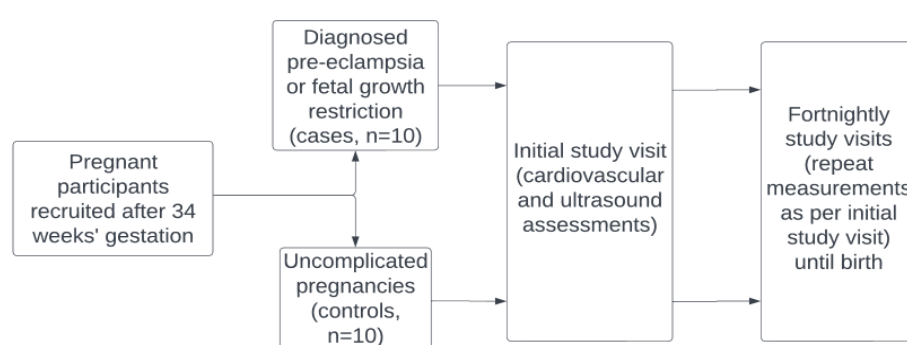 Pregnant
participants
recruited after 34
weeks' gestation
Diagnosed
pre-eclampsia
or fetal growth
restriction
(cases, n=10)
Uncomplicated
pregnancies
(controls,
n=10)
Initial study visit
(cardiovascular
and ultrasound
assessments)
Fortnightly
study visits
(repeat
measurements
as per initial
study visit)
until birth